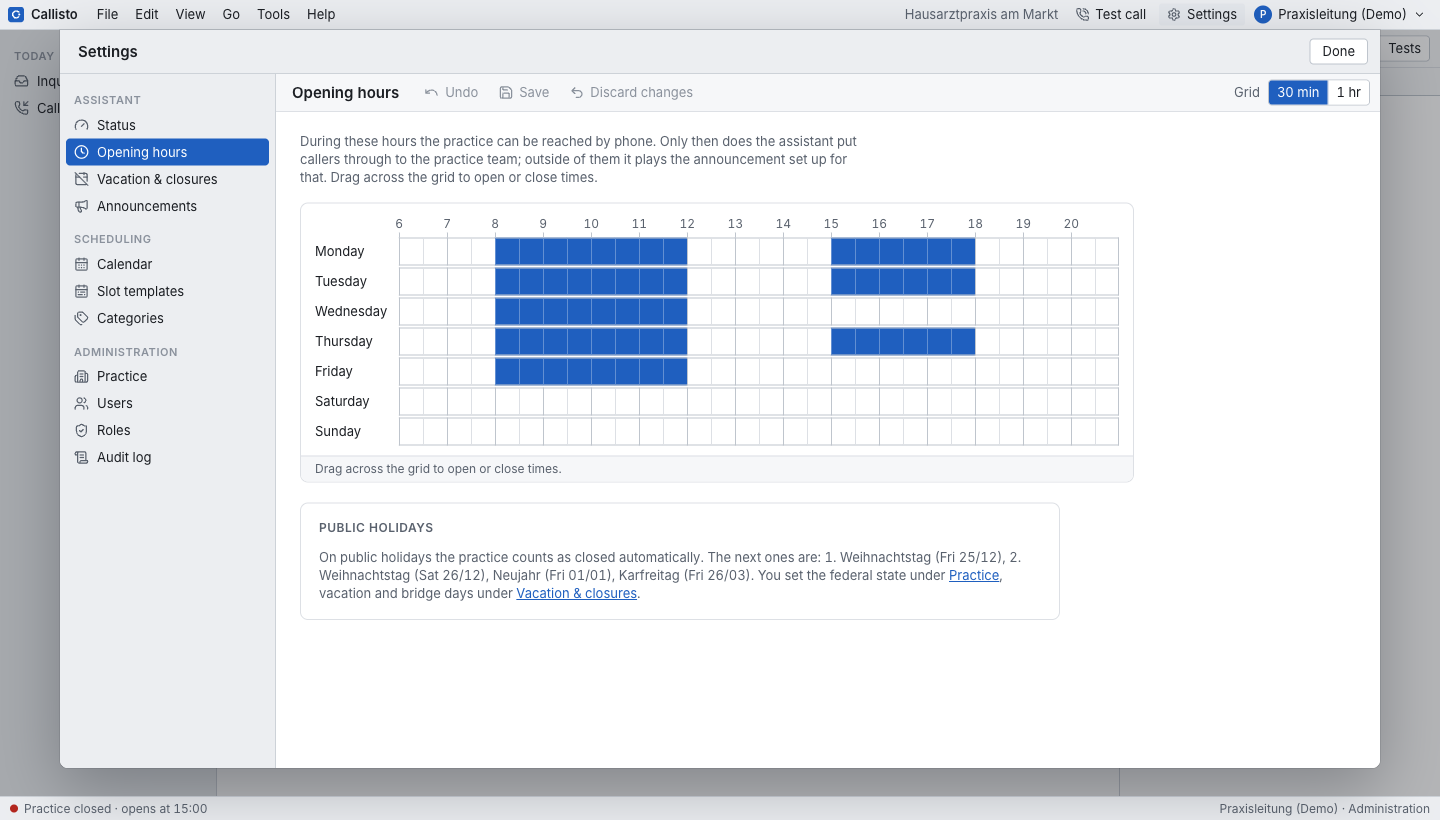 Callisto File Edit View Go Tools Help Hausarztpraxis am Markt Test call Settings P Praxisleitung (Demo)
TODAY
Inqu
Call
Tests
Settings Done
ASSISTANT
Status
Opening hours
Vacation & closures
Announcements
SCHEDULING
Calendar
Slot templates
Categories
ADMINISTRATION
Practice
Users
Roles
Audit log
Opening hours Undo Save Discard changes Grid 30 min 1 hr
During these hours the practice can be reached by phone. Only then does the assistant put
callers through to the practice team; outside of them it plays the announcement set up for
that. Drag across the grid to open or close times.
6 7 8 9 10 11 12 13 14 15 16 17 18 19 20
Monday
Tuesday
Wednesday
Thursday
Friday
Saturday
Sunday
Drag across the grid to open or close times.
PUBLIC HOLIDAYS
On public holidays the practice counts as closed automatically. The next ones are: 1. Weihnachtstag (Fri 25/12), 2.
Weihnachtstag (Sat 26/12), Neujahr (Fri 01/01), Karfreitag (Fri 26/03). You set the federal state under Practice,
vacation and bridge days under Vacation & closures.
Practice closed · opens at 15:00 Praxisleitung (Demo) · Administration